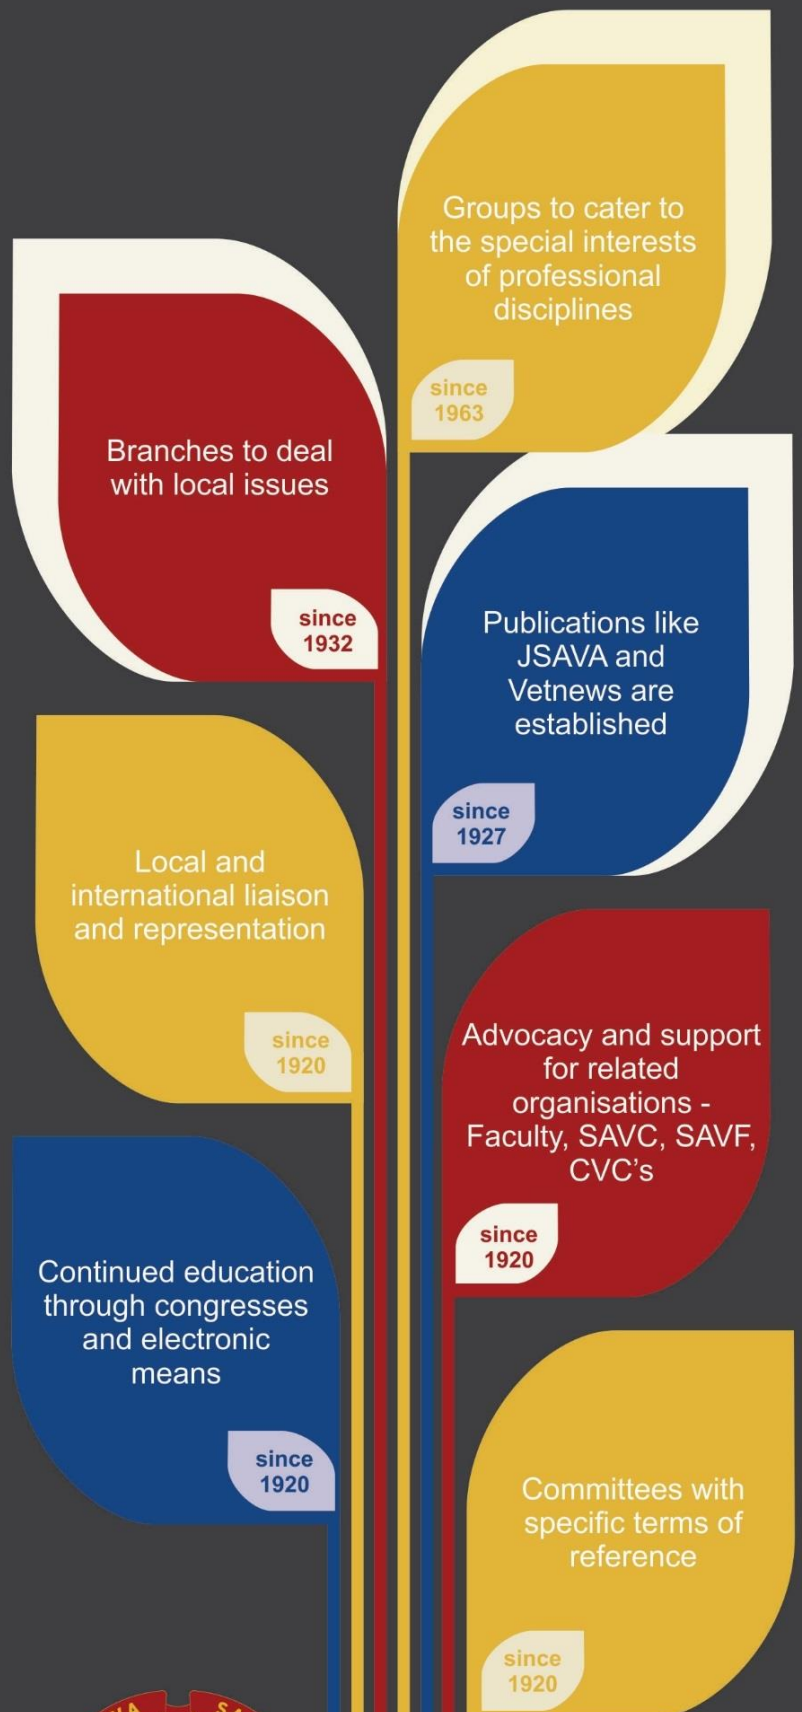 Groups to cater to
the special interests
of professional
disciplines
since
1963
Branches to deal
with local issues
since
1932
Publications like
JSAVA and
Vetnews are
established
since
1927
Local and
international liaison
and representation
since
1920
Advocacy and support
for related
organisations -
Faculty, SAVC, SAVF,
CVC's
since
1920
Continued education
through congresses
and electronic
means
since
1920
Committees with
specific terms of
reference
since
1920